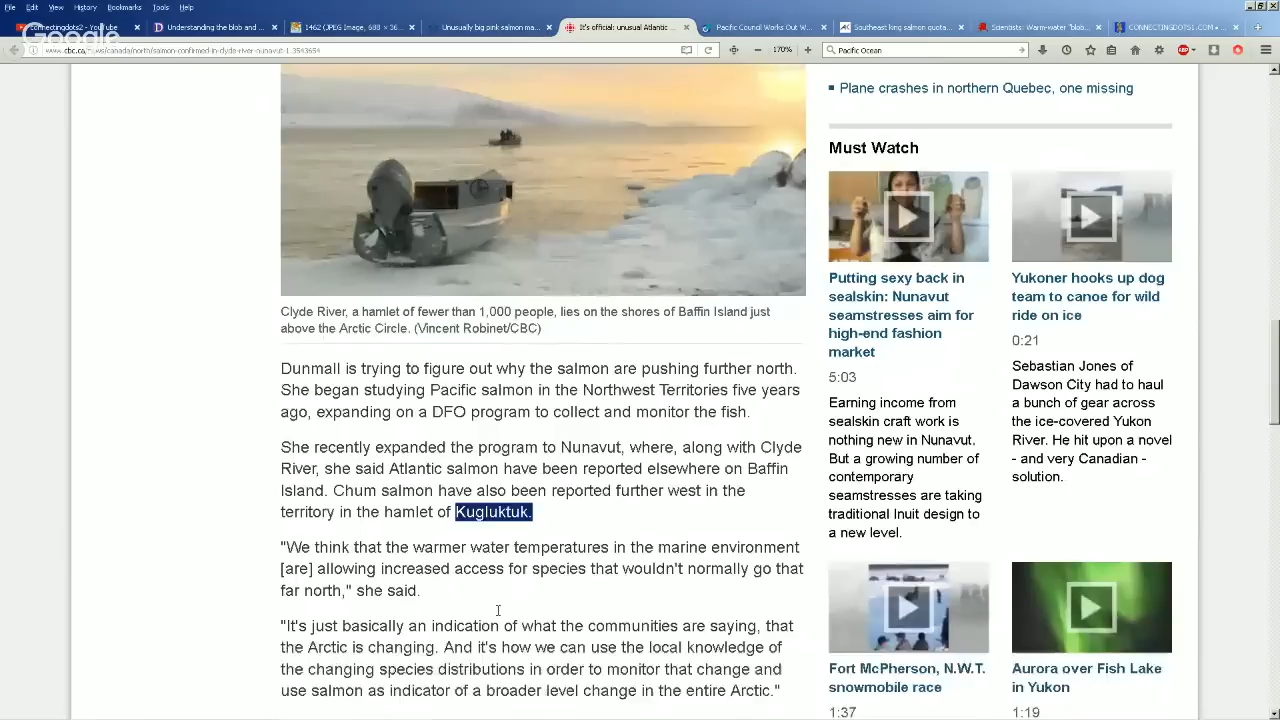 File Edit View History Bookmarks Tools Help
Understanding the blob and ...
1462 (JPEG Image, 688 × 36...
Unusually big pink salmon ma...
It's official: unusual Atlantic ...
Pacific Council Works Out W...
Southeast king salmon quota...
Scientists: Warm-water "blob...
CONNECTINGDOTS1.COM • ...
Google
www.cbc.ca/news/canada/north/salmon-confirmed-in-clyde-river-nunavut-1.3543654
170%
Pacific Ocean
ABP
Clyde River, a hamlet of fewer than 1,000 people, lies on the shores of Baffin Island just
above the Arctic Circle. (Vincent Robinet/CBC)
Dunmall is trying to figure out why the salmon are pushing further north.
She began studying Pacific salmon in the Northwest Territories five years
ago, expanding on a DFO program to collect and monitor the fish.
She recently expanded the program to Nunavut, where, along with Clyde
River, she said Atlantic salmon have been reported elsewhere on Baffin
Island. Chum salmon have also been reported further west in the
territory in the hamlet of Kugluktuk.
"We think that the warmer water temperatures in the marine environment
[are] allowing increased access for species that wouldn't normally go that
far north," she said.
"It's just basically an indication of what the communities are saying, that
the Arctic is changing. And it's how we can use the local knowledge of
the changing species distributions in order to monitor that change and
use salmon as indicator of a broader level change in the entire Arctic."
Plane crashes in northern Quebec, one missing
Must Watch
Putting sexy back in
sealskin: Nunavut
seamstresses aim for
high-end fashion
market
5:03
Earning income from
sealskin craft work is
nothing new in Nunavut.
But a growing number of
contemporary
seamstresses are taking
traditional Inuit design to
a new level.
Yukoner hooks up dog
team to canoe for wild
ride on ice
0:21
Sebastian Jones of
Dawson City had to haul
a bunch of gear across
the ice-covered Yukon
River. He hit upon a novel
- and very Canadian -
solution.
Fort McPherson, N.W.T.
snowmobile race
1:37
Aurora over Fish Lake
in Yukon
1:19